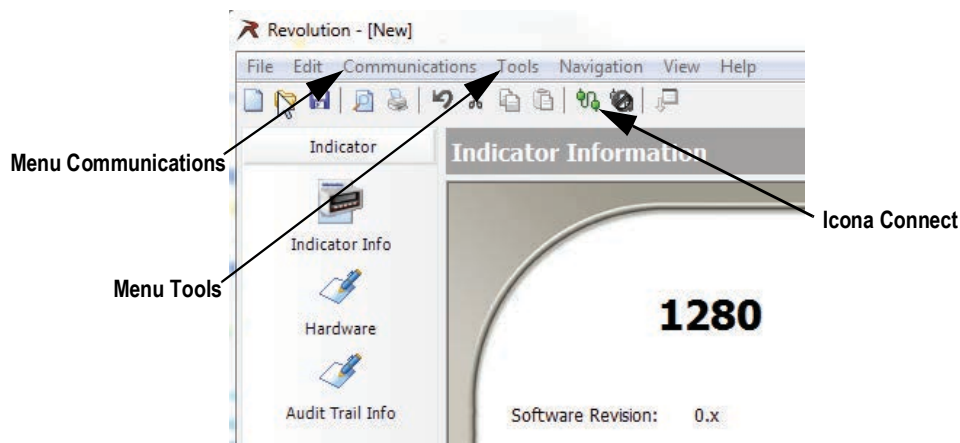 Revolution - [New]
File Edit Communications Tools Navigation View Help
Indicator
Indicator Information
Menu Communications
Icona Connect
Indicator Info
Menu Tools
1280
Hardware
Audit Trail Info
Software Revision: 0.x